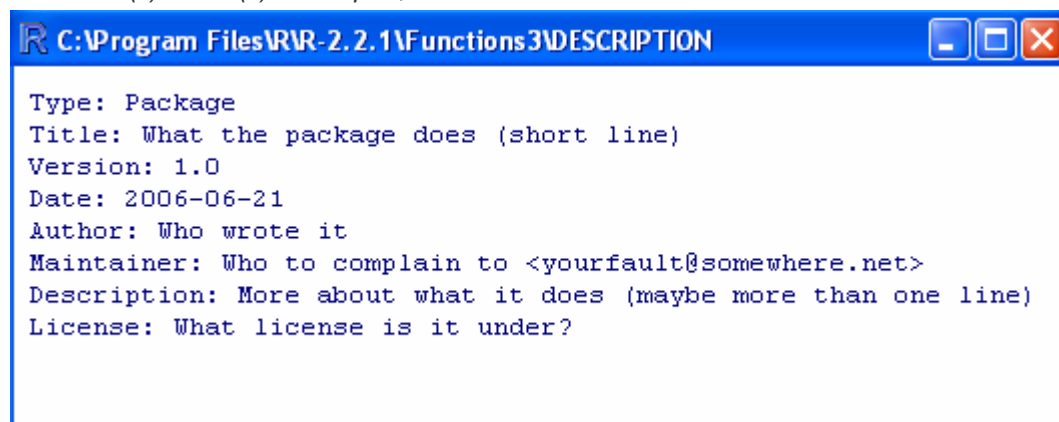 C:\Program Files\R\R-2.2.1\Functions3\DESCRIPTION
Type: Package
Title: What the package does (short line)
Version: 1.0
Date: 2006-06-21
Author: Who wrote it
Maintainer: Who to complain to <yourfault@somewhere.net>
Description: More about what it does (maybe more than one line)
License: What license is it under?